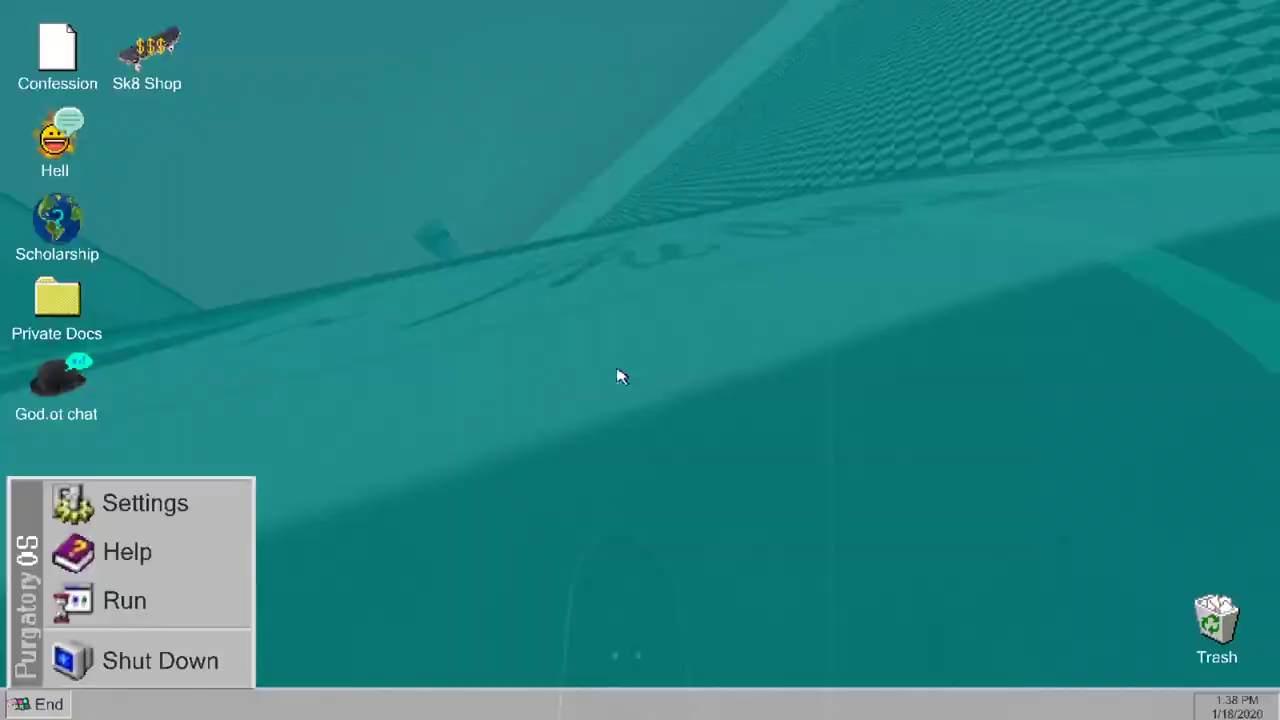 Confession
$$$
Sk8 Shop
Hell
?
Scholarship
Private Docs
God.ot chat
Purgatory OS
Settings
?
Help
Run
Shut Down
Trash
End
1:38 PM
1/18/2020